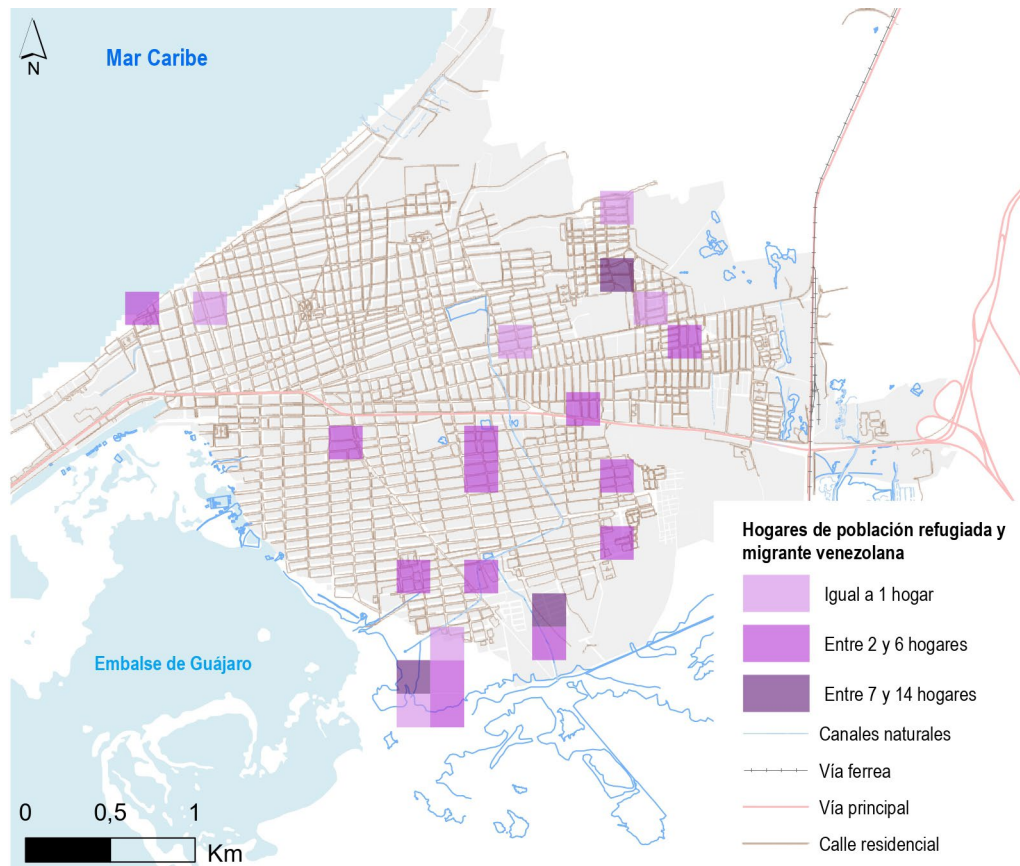 Mar Caribe
N
Embalse de Guájaro
0 0,5 1
Km
Hogares de población refugiada y
migrante venezolana
Igual a 1 hogar
Entre 2 y 6 hogares
Entre 7 y 14 hogares
Canales naturales
Vía ferrea
Vía principal
Calle residencial